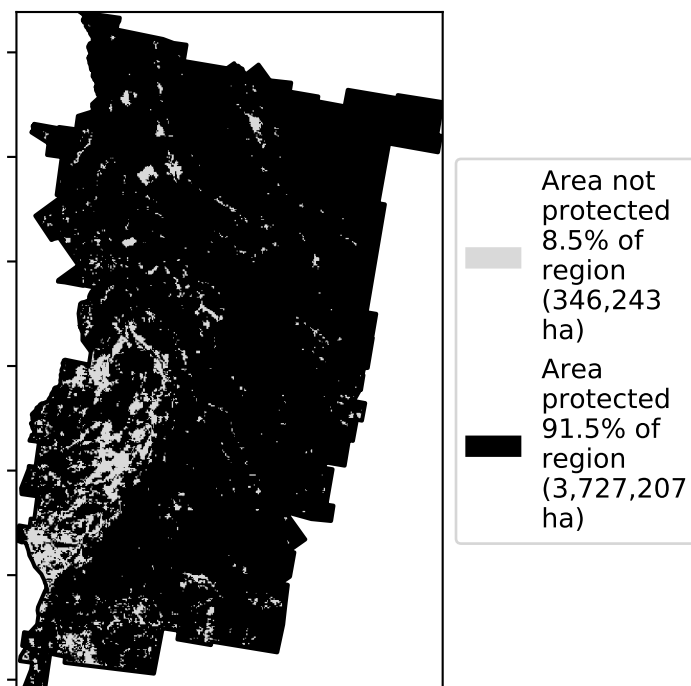 Area not
protected
8.5% of
region
(346,243
ha)
Area
protected
91.5% of
region
(3,727,207
ha)